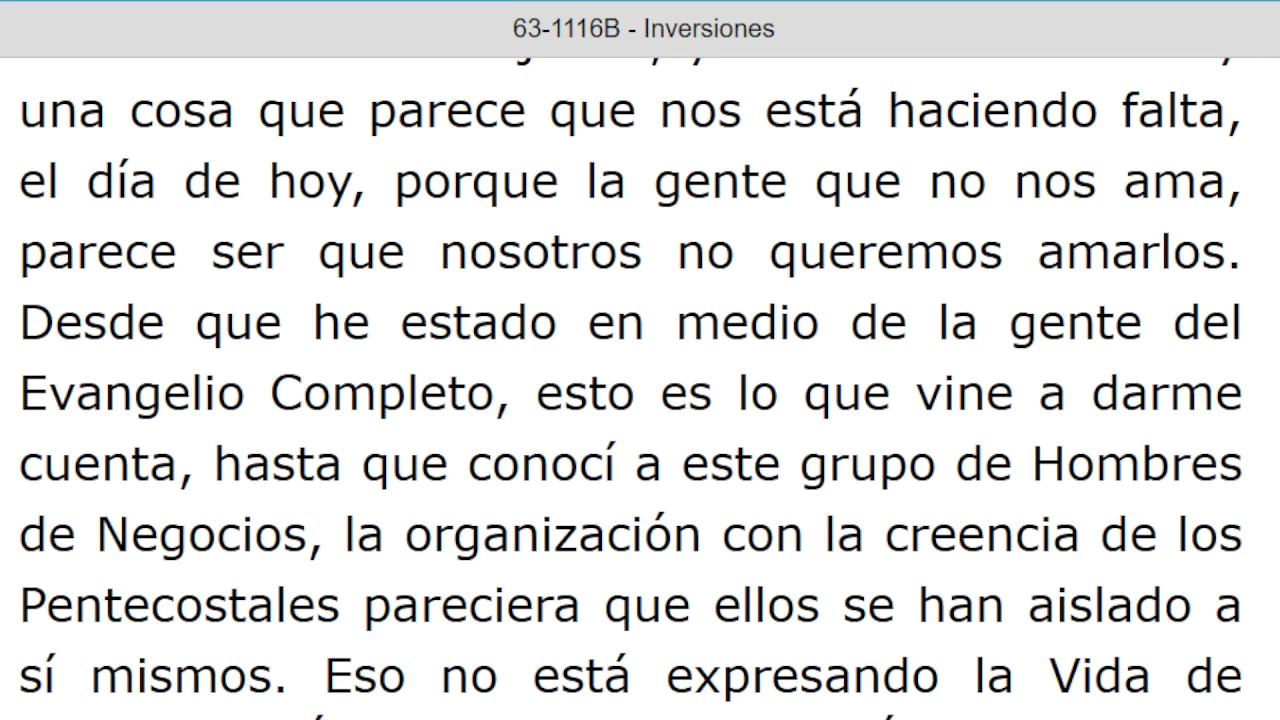 63-1116B - Inversiones
una cosa que parece que nos está haciendo falta,
el día de hoy, porque la gente que no nos ama,
parece ser que nosotros no queremos amarlos.
Desde que he estado en medio de la gente del
Evangelio Completo, esto es lo que vine a darme
cuenta, hasta que conocí a este grupo de Hombres
de Negocios, la organización con la creencia de los
Pentecostales pareciera que ellos se han aislado a
sí mismos. Eso no está expresando la Vida de